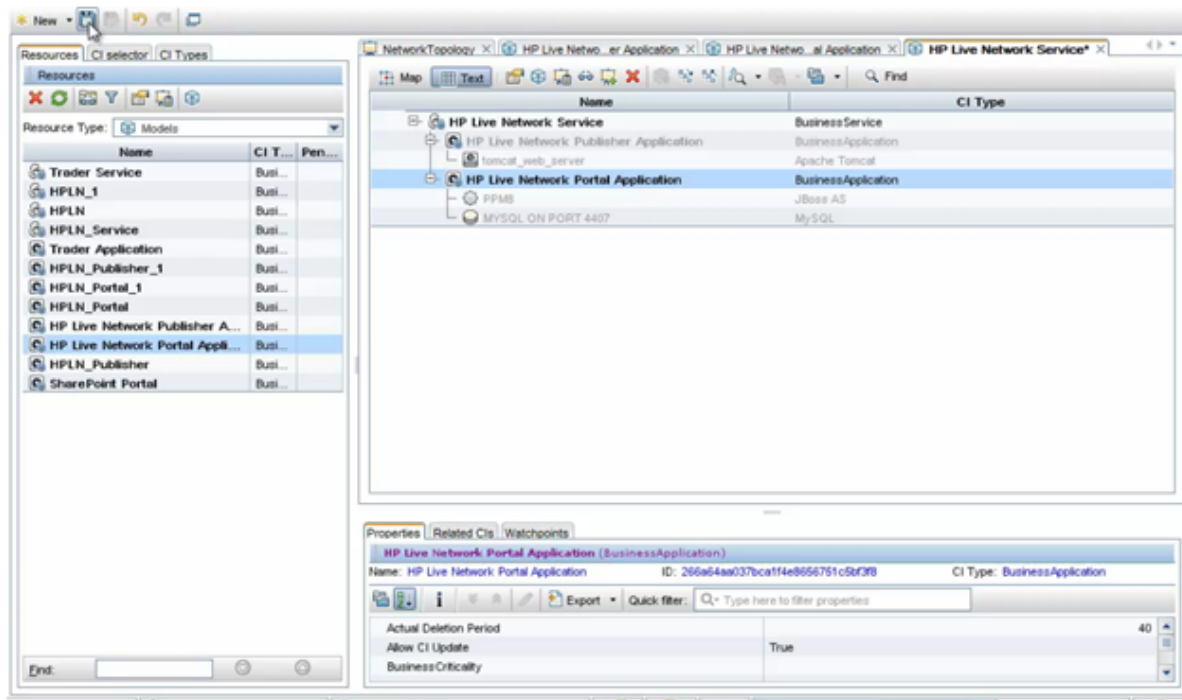 New
Resources CI selector CI Types
Resources
Resource Type: Models
Name CI T... Pen...
Trader Service Busi...
HPLN_1 Busi...
HPLN Busi...
HPLN_Service Busi...
Trader Application Busi...
HPLN_Publisher_1 Busi...
HPLN_Portal_1 Busi...
HPLN_Portal Busi...
HP Live Network Publisher A... Busi...
HP Live Network Portal Appli... Busi...
HPLN_Publisher Busi...
SharePoint Portal Busi...
Find:
NetworkTopology HP Live Netwo...er Application HP Live Netwo...al Application HP Live Network Service*
Map Text Find
Name CI Type
HP Live Network Service BusinessService
HP Live Network Publisher Application BusinessApplication
tomcat_web_server Apache Tomcat
HP Live Network Portal Application BusinessApplication
PPM8 JBoss AS
MYSQL ON PORT 4407 MySQL
Properties Related CIs Watchpoints
HP Live Network Portal Application (BusinessApplication)
Name: HP Live Network Portal Application ID: 266a64aa037bca1f4e8656751c5bf3f8 CI Type: BusinessApplication
Export Quick filter: Type here to filter properties
Actual Deletion Period 40
Allow CI Update True
BusinessCriticality